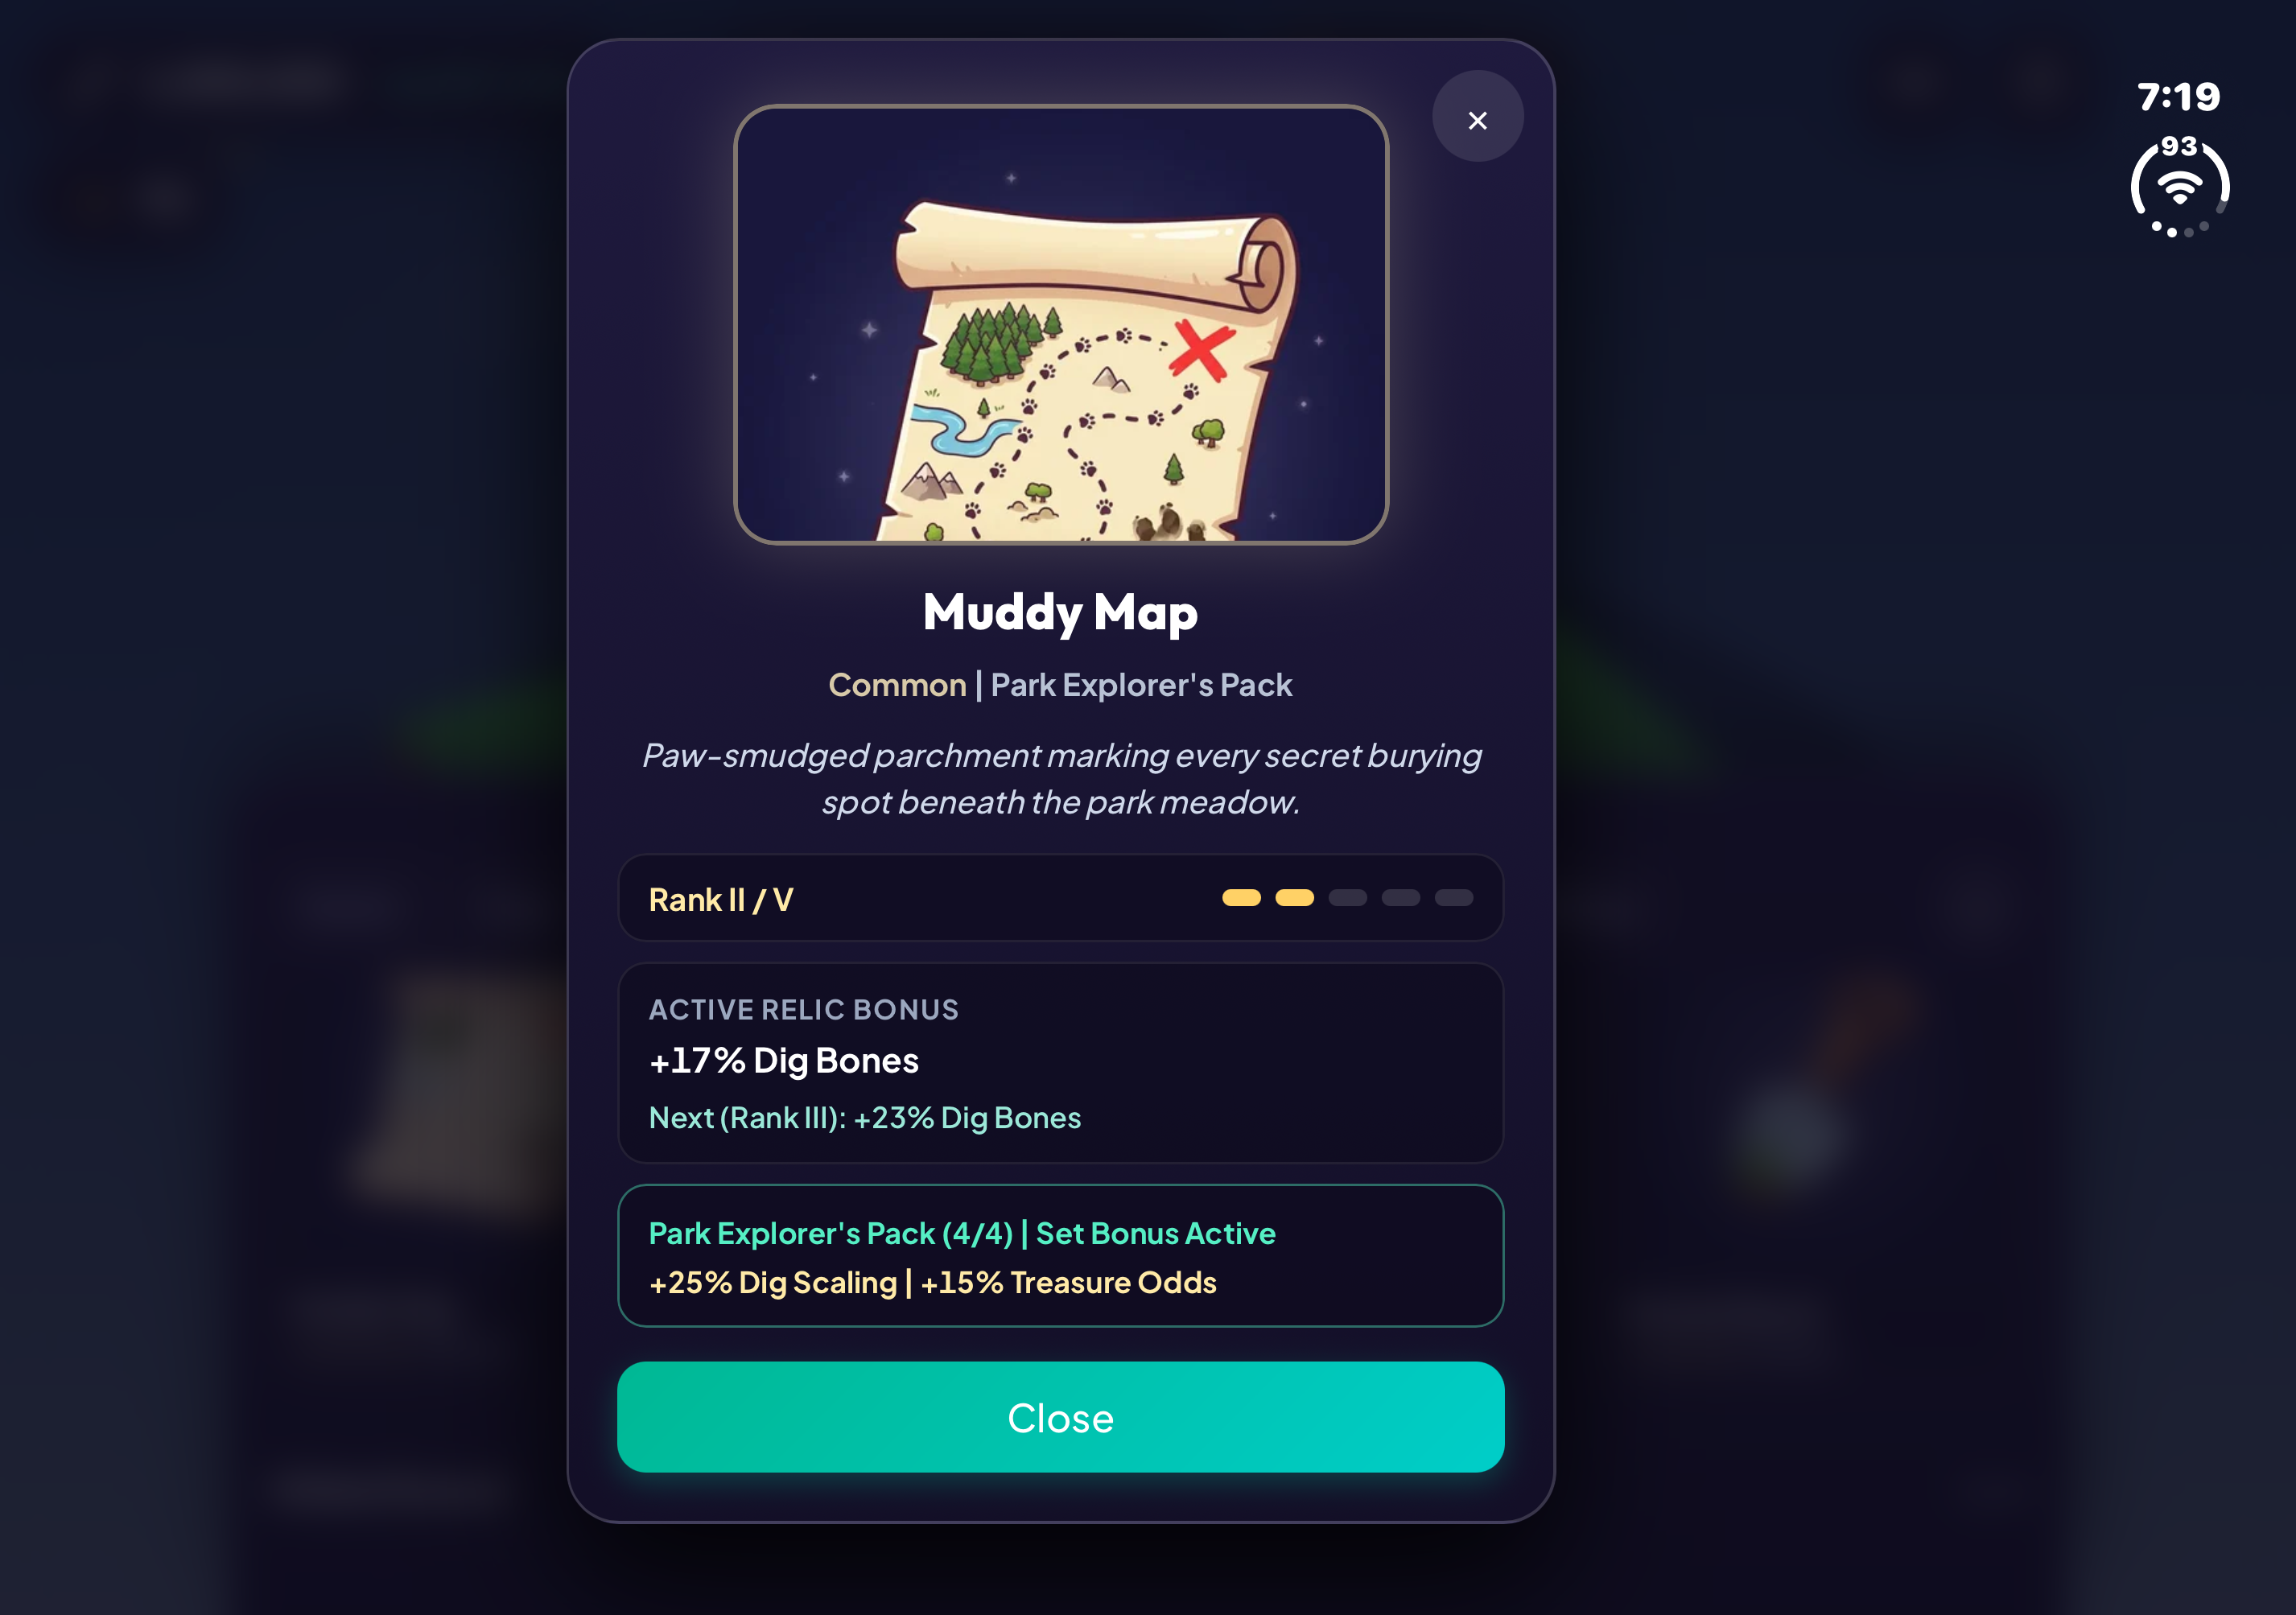 7:19
93
×
Muddy Map
Common | Park Explorer's Pack
Paw-smudged parchment marking every secret burying
spot beneath the park meadow.
Rank II / V
ACTIVE RELIC BONUS
+17% Dig Bones
Next (Rank III): +23% Dig Bones
Park Explorer's Pack (4/4) | Set Bonus Active
+25% Dig Scaling | +15% Treasure Odds
Close